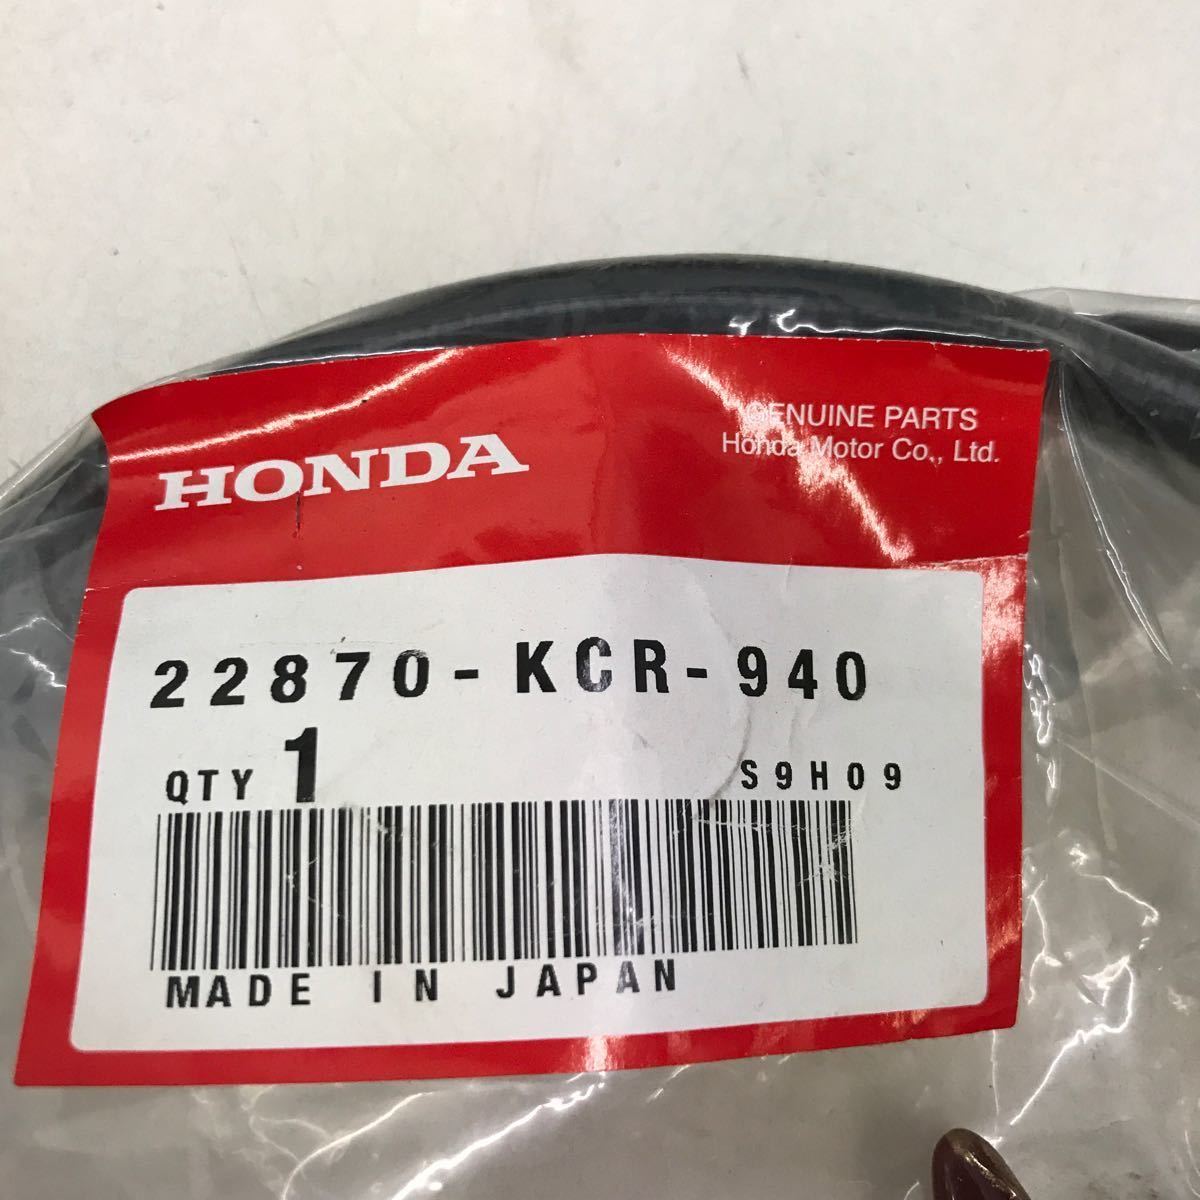 HONDA
GENUINE PARTS
Honda Motor Co., Ltd.
22870-KCR-940
QTY 1
S9H09
MADE IN JAPAN